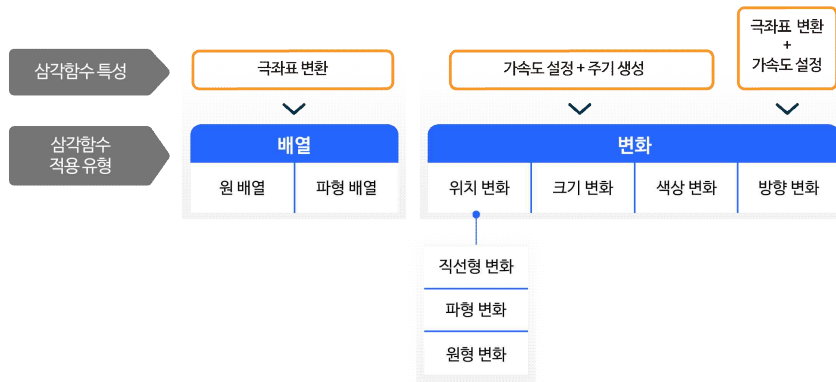 삼각함수 특성
극좌표 변환
가속도 설정 + 주기 생성
극좌표 변환
+
가속도 설정
삼각함수
적용 유형
배열
변화
원 배열
파형 배열
위치 변화
크기 변화
색상 변화
방향 변화
직선형 변화
파형 변화
원형 변화